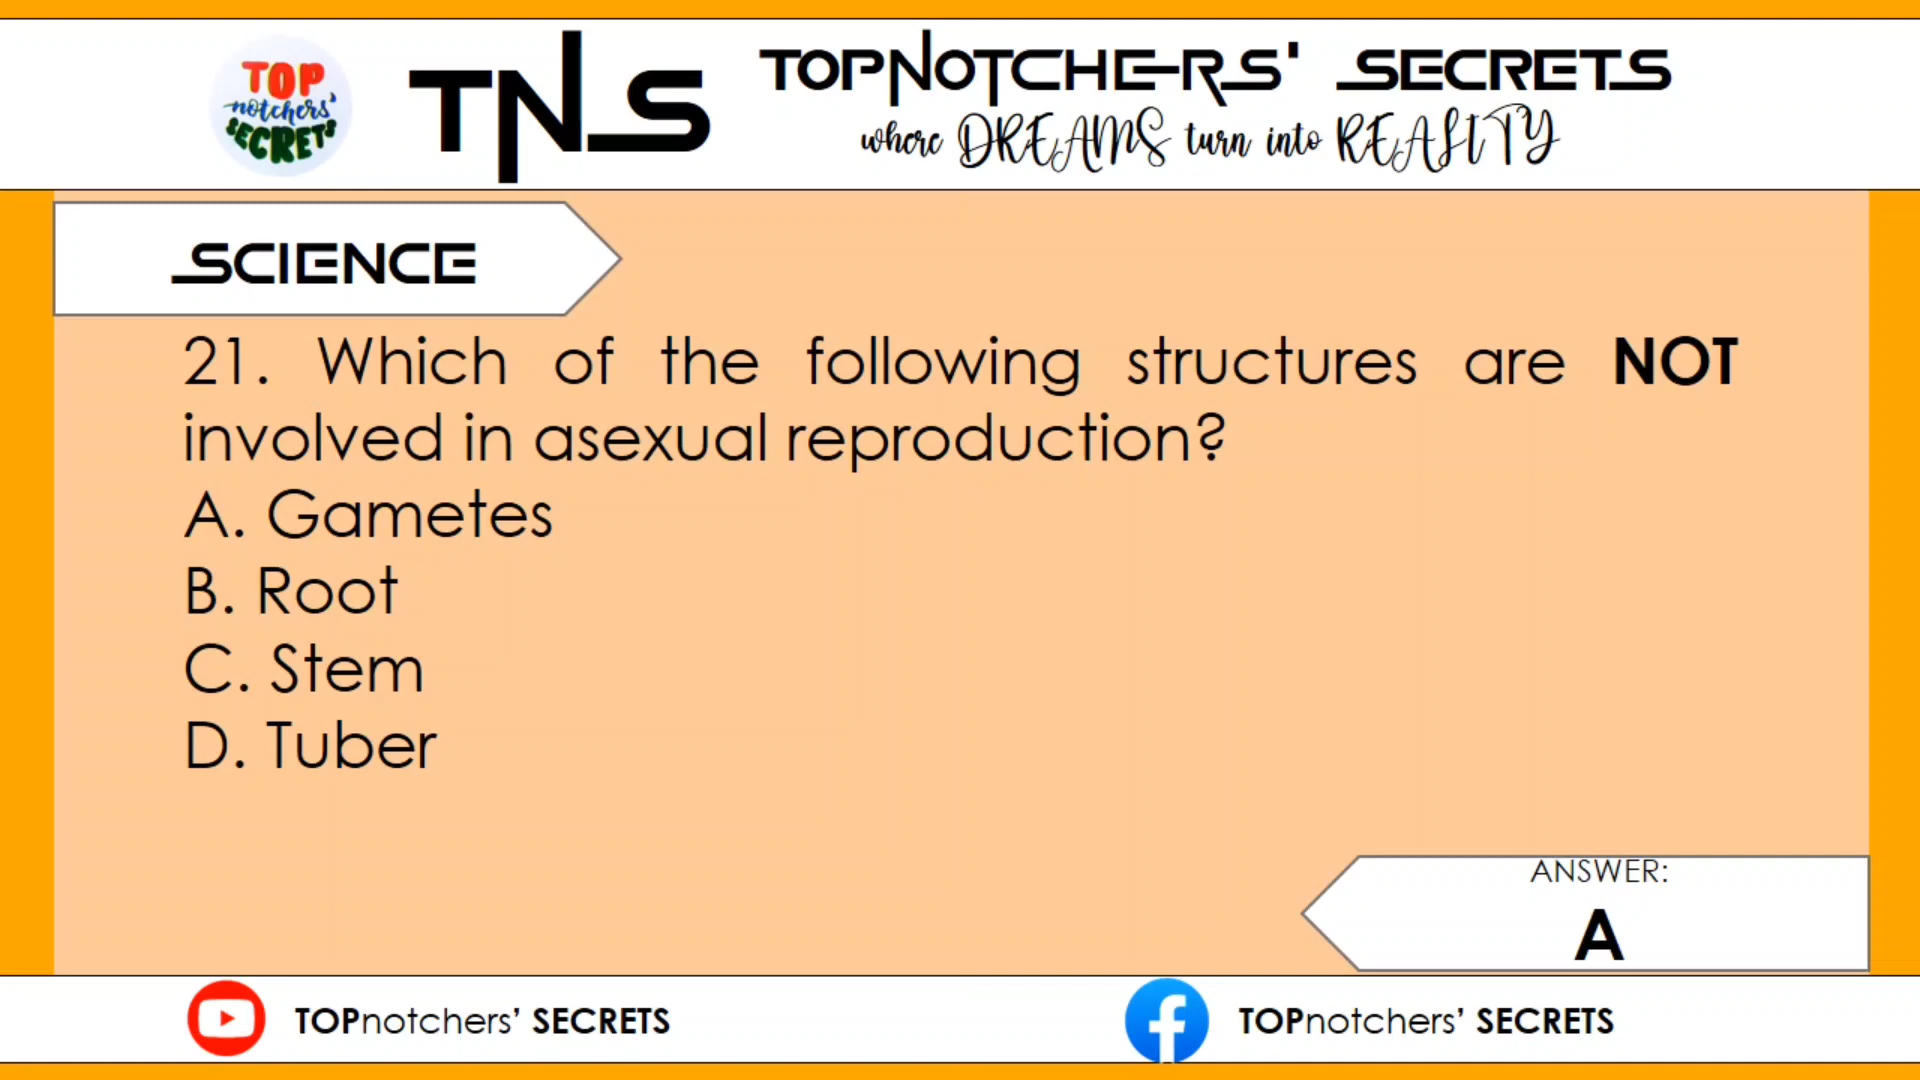 TOP
notchers'
SECRETS
TNS
TOPNOTCHERS' SECRETS
where DREAMS turn into REALITY
SCIENCE
21. Which of the following structures are NOT
involved in asexual reproduction?
A. Gametes
B. Root
C. Stem
D. Tuber
ANSWER:
A
TOPnotchers' SECRETS
TOPnotchers' SECRETS